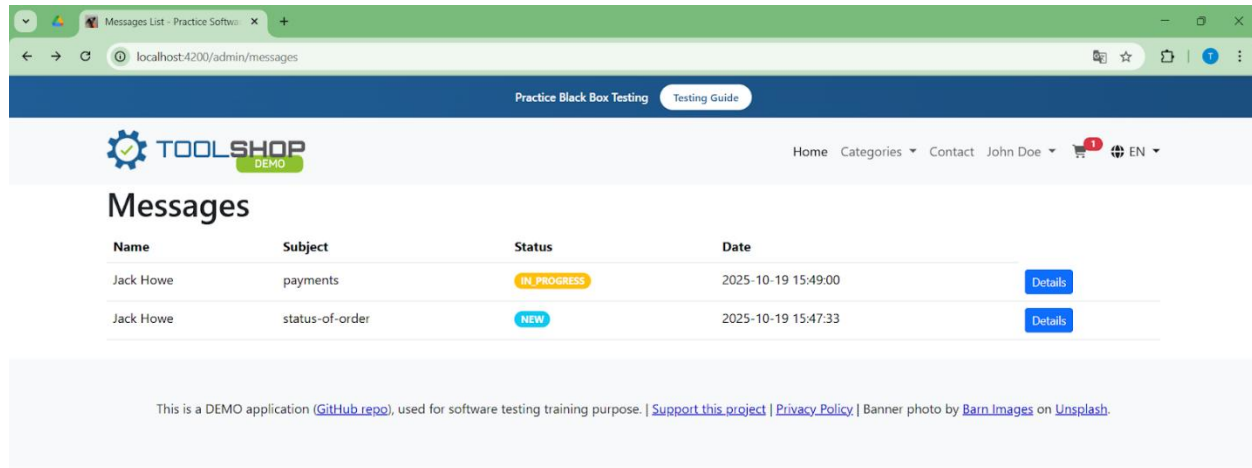 Messages List - Practice Softwa
localhost:4200/admin/messages
T
Practice Black Box Testing Testing Guide
TOOLSHOP
DEMO
Home Categories Contact John Doe 1 EN
Messages
Name Subject Status Date
Jack Howe payments IN_PROGRESS 2025-10-19 15:49:00 Details
Jack Howe status-of-order NEW 2025-10-19 15:47:33 Details
This is a DEMO application (GitHub repo), used for software testing training purpose. | Support this project | Privacy Policy | Banner photo by Barn Images on Unsplash.